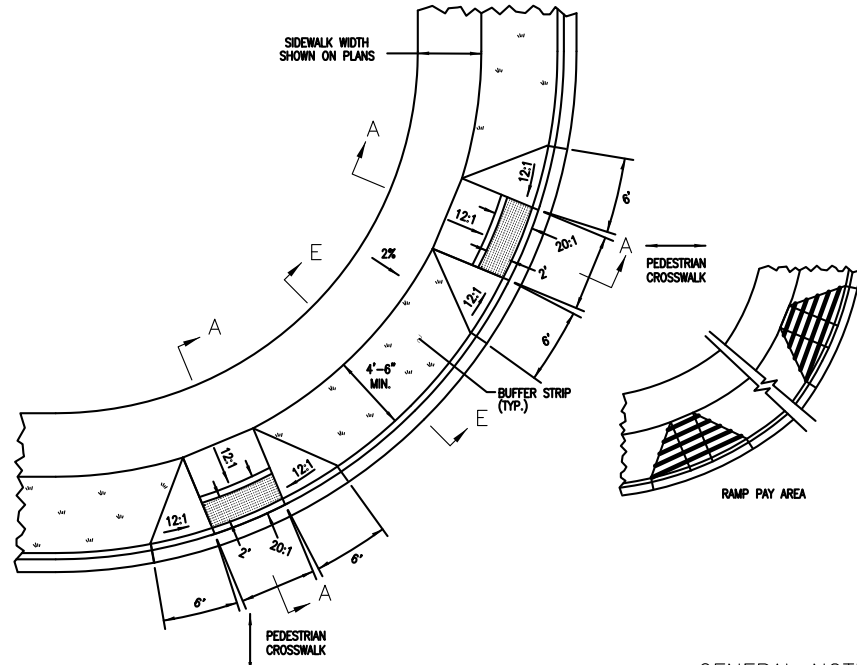 SIDEWALK WIDTH
SHOWN ON PLANS
A
12:1
6'
12:1
A
20:1
PEDESTRIAN
CROSSWALK
E
2%
2'
A
12:1
6'
4'-6"
MIN.
BUFFER STRIP
(TYP.)
E
12:1
12:1
12:1
RAMP PAY AREA
2'
20:1
6'
6'
A
PEDESTRIAN
CROSSWALK